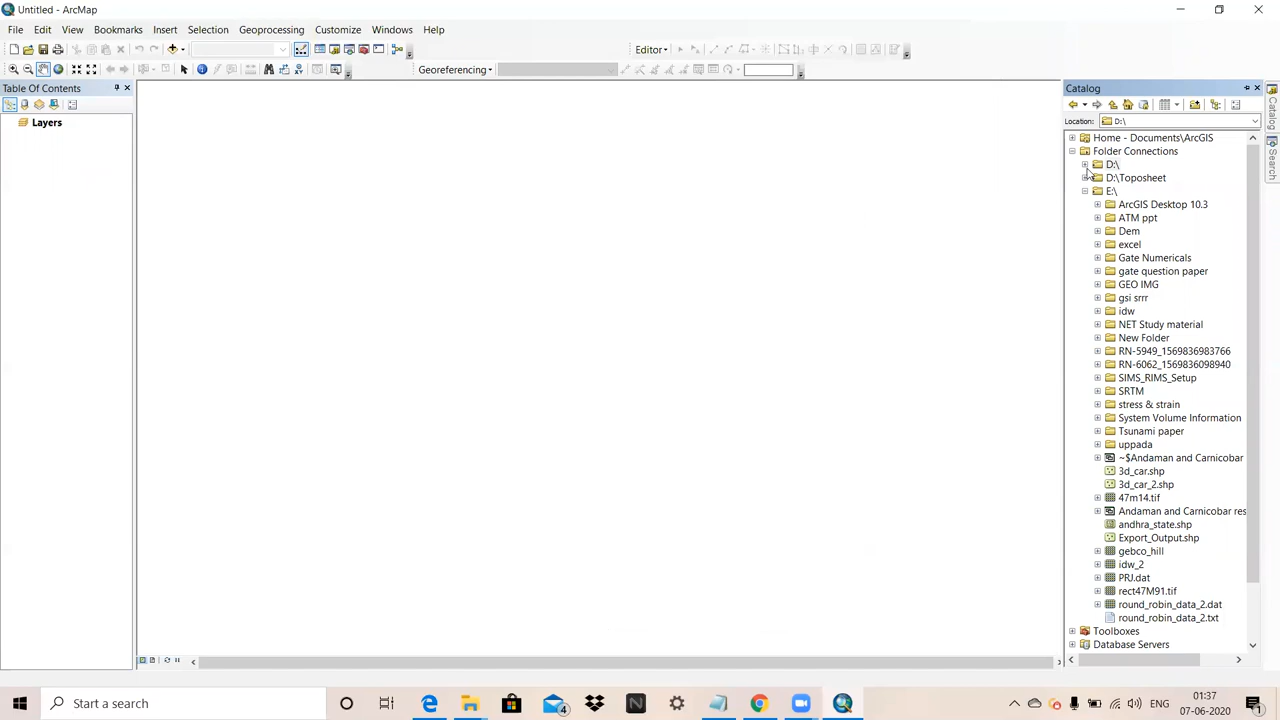 Untitled - ArcMap
File Edit View Bookmarks Insert Selection Geoprocessing Customize Windows Help
Editor
Georeferencing
Table Of Contents
Layers
Catalog
Location: D:\
Home - Documents\ArcGIS
Folder Connections
D:\
D:\Toposheet
E:\
ArcGIS Desktop 10.3
ATM ppt
Dem
excel
Gate Numericals
gate question paper
GEO IMG
gsi srrr
idw
NET Study material
New Folder
RN-5949_1569836983766
RN-6062_1569836098940
SIMS_RIMS_Setup
SRTM
stress & strain
System Volume Information
Tsunami paper
uppada
~$Andaman and Carnicobar
3d_car.shp
3d_car_2.shp
47m14.tif
Andaman and Carnicobar res
andhra_state.shp
Export_Output.shp
gebco_hill
idw_2
PRJ.dat
rect47M91.tif
round_robin_data_2.dat
round_robin_data_2.txt
Toolboxes
Database Servers
Catalog
Search
Start a search
4
N
ENG
01:37
07-06-2020
1